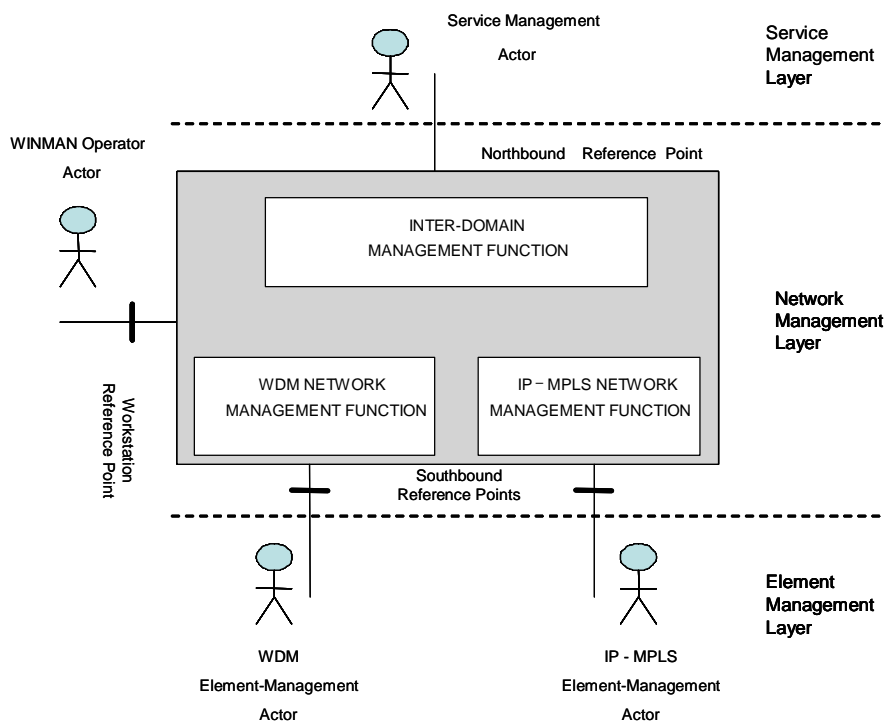 Service Management
Actor
Service
Management
Layer
WINMAN Operator
Actor
Northbound Reference Point
INTER-DOMAIN
MANAGEMENT FUNCTION
Network
Management
Layer
WDM NETWORK
MANAGEMENT FUNCTION
IP – MPLS NETWORK
MANAGEMENT FUNCTION
Workstation
Reference Point
Southbound
Reference Points
Element
Management
Layer
WDM
Element-Management
Actor
IP - MPLS
Element-Management
Actor